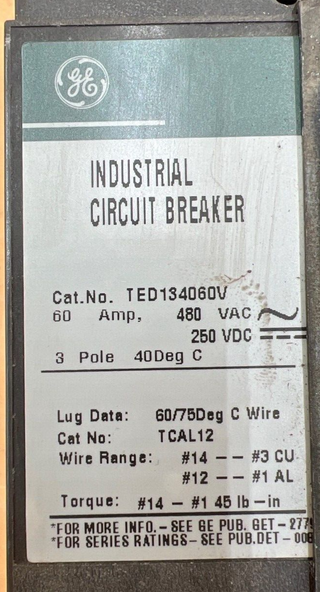 GE
INDUSTRIAL
CIRCUIT BREAKER
Cat.No. TED134060V
60 Amp, 480 VAC
250 VDC
3 Pole 40Deg C
Lug Data: 60/75Deg C Wire
Cat No: TCAL12
Wire Range: #14 -- #3 CU
#12 -- #1 AL
Torque: #14 - #1 45 lb-in
*FOR MORE INFO.- SEE GE PUB. GET-277
*FOR SERIES RATINGS- SEE PUB.DET-00